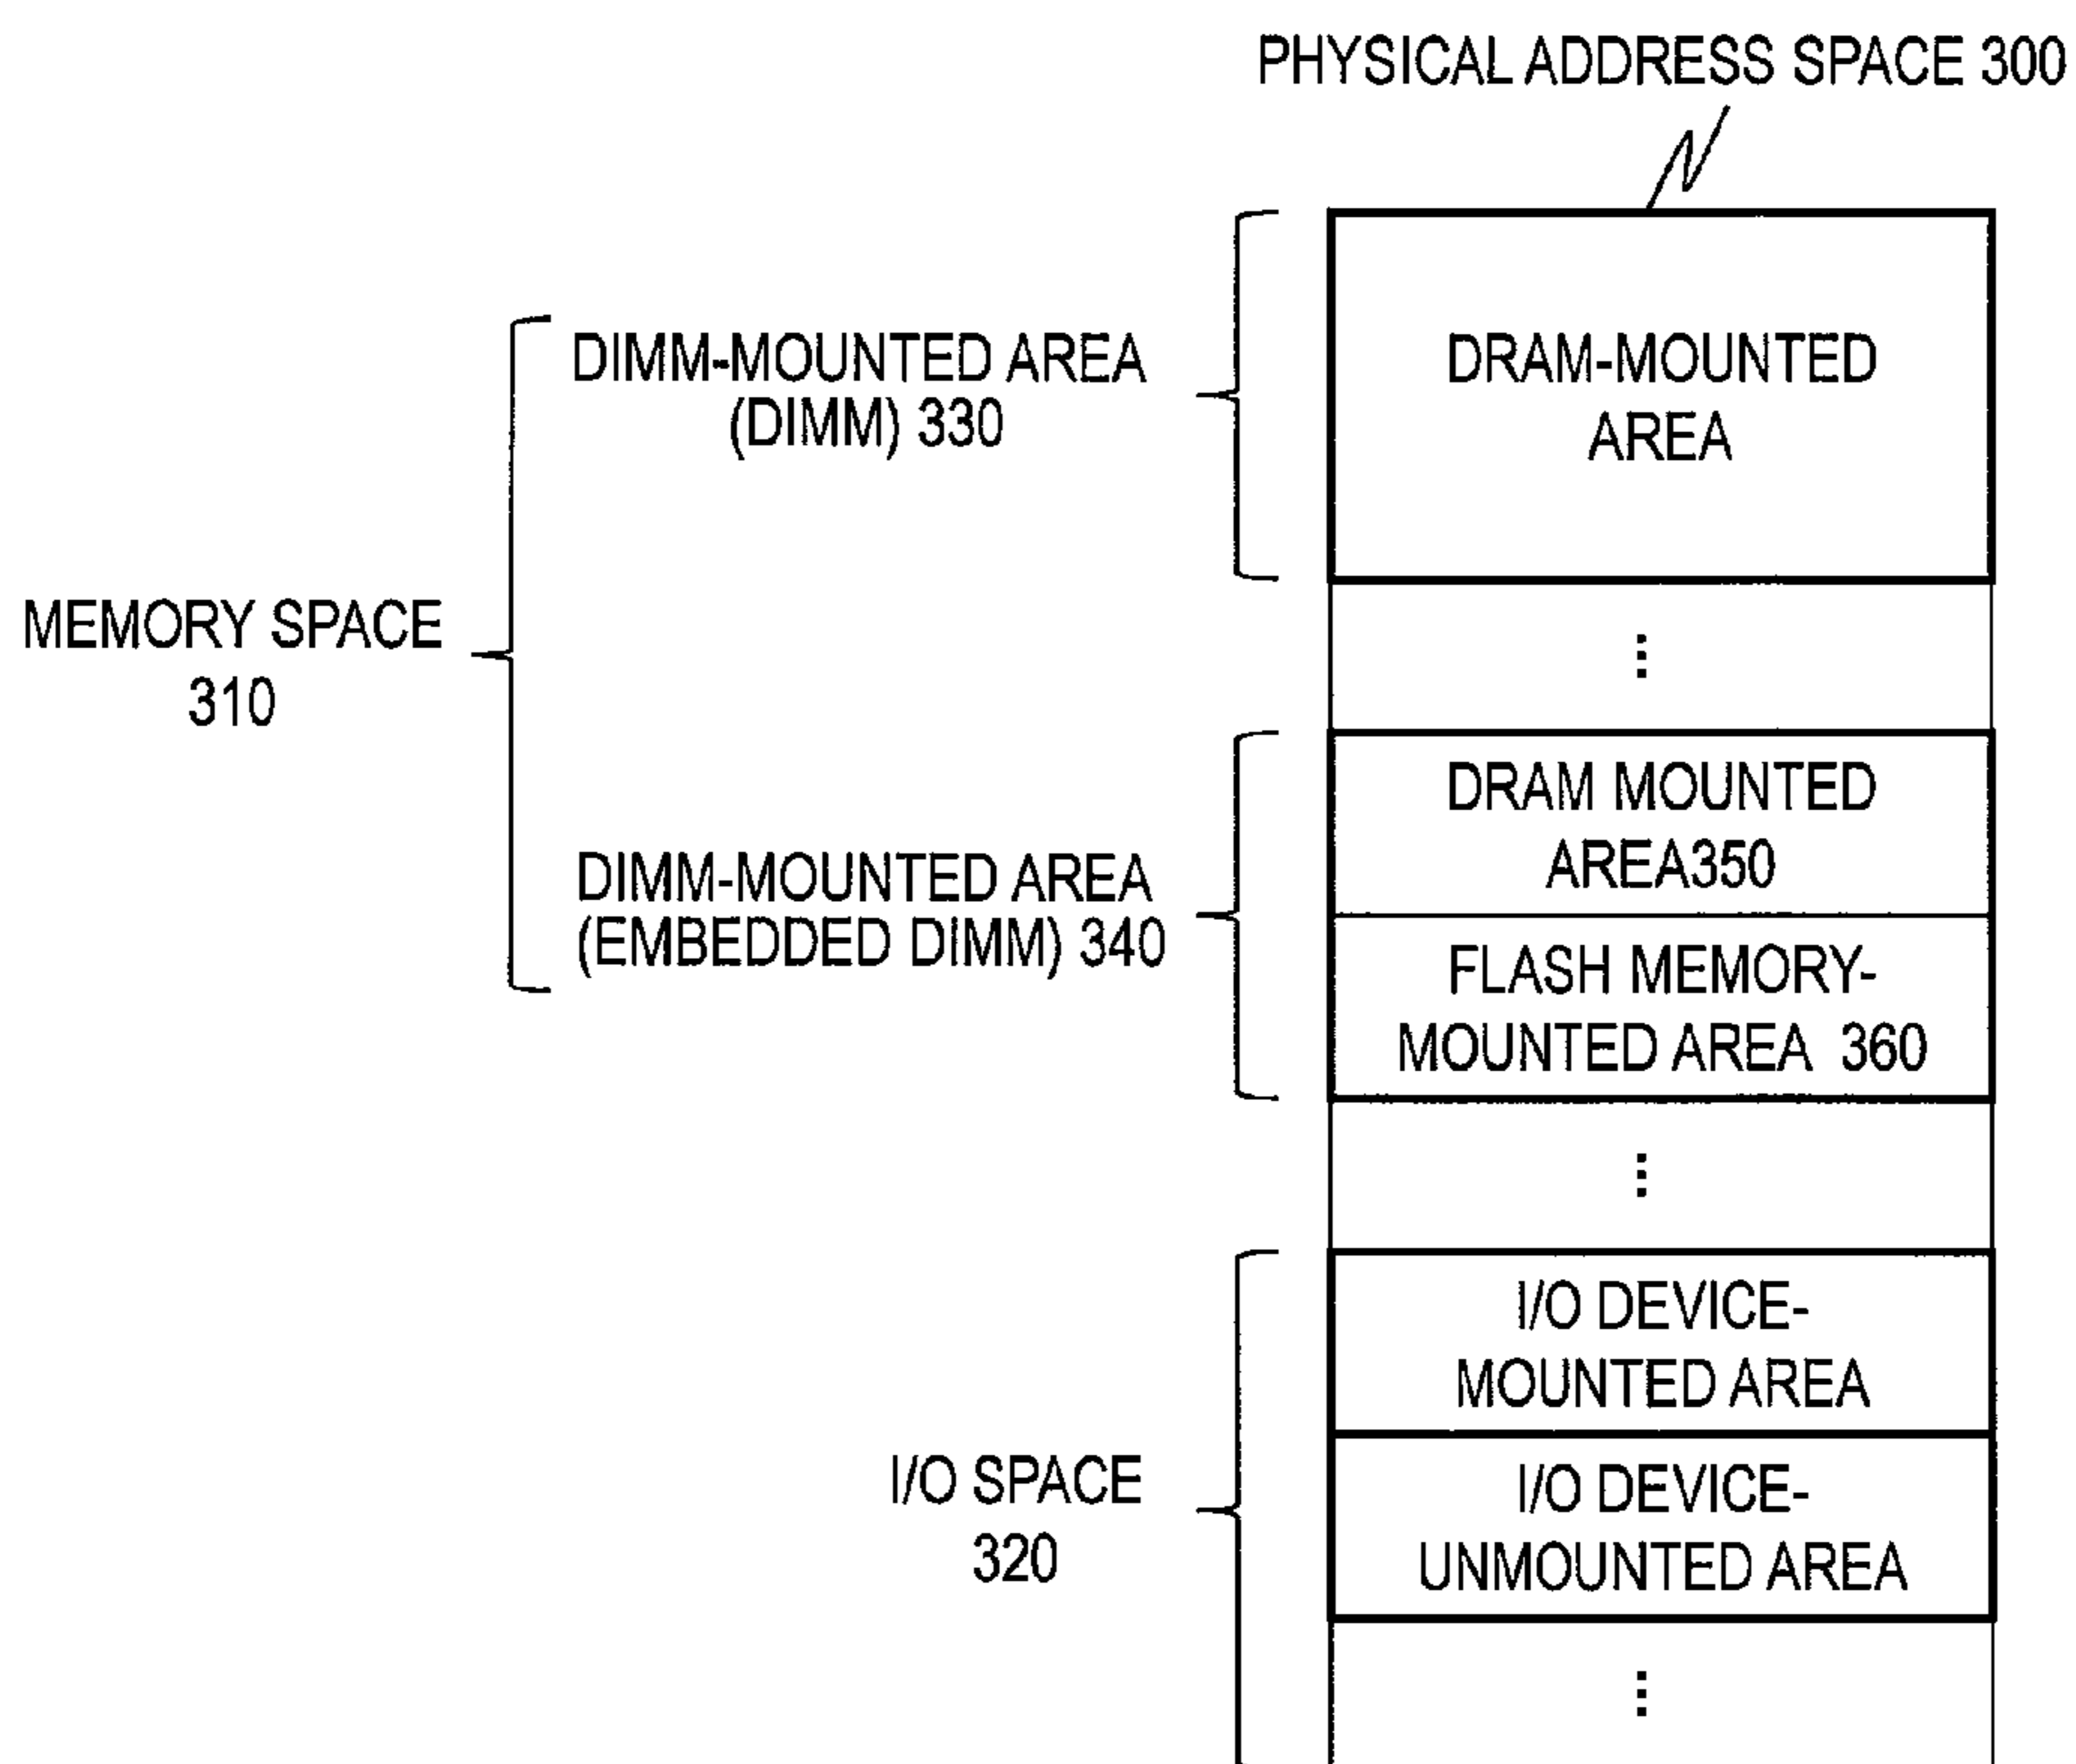 PHYSICAL ADDRESS SPACE 300
DIMM-MOUNTED AREA
(DIMM) 330
DRAM-MOUNTED
AREA
MEMORY SPACE
310
DRAM MOUNTED
AREA350
DIMM-MOUNTED AREA
(EMBEDDED DIMM) 340
FLASH MEMORY-
MOUNTED AREA 360
I/O DEVICE-
MOUNTED AREA
I/O SPACE
320
I/O DEVICE-
UNMOUNTED AREA